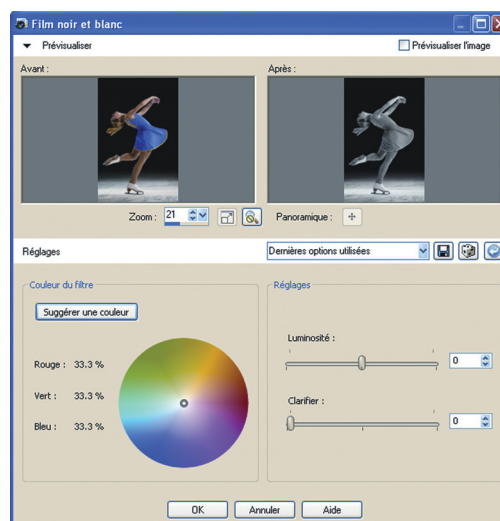 Film noir et blanc
Prévisualiser
Prévisualiser l'image
Avant :
Après :
Zoom : 21
Panoramique :
Réglages
Dernières options utilisées
Couleur du filtre
Réglages
Suggérer une couleur
Luminosité :
Rouge : 33.3 %
0
Vert : 33.3 %
Clarifier :
Bleu : 33.3 %
0
OK
Annuler
Aide